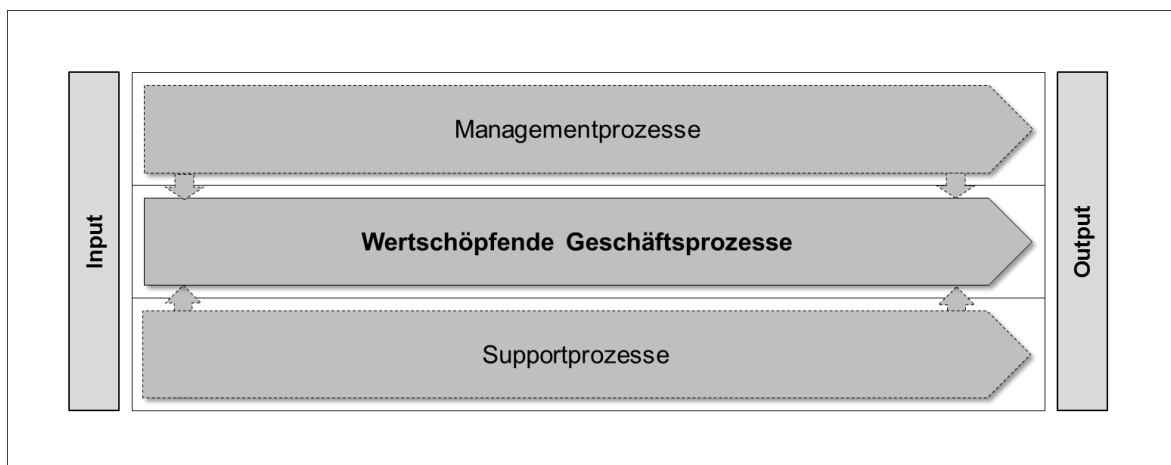 Input
Managementprozesse
Wertschöpfende Geschäftsprozesse
Supportprozesse
Output